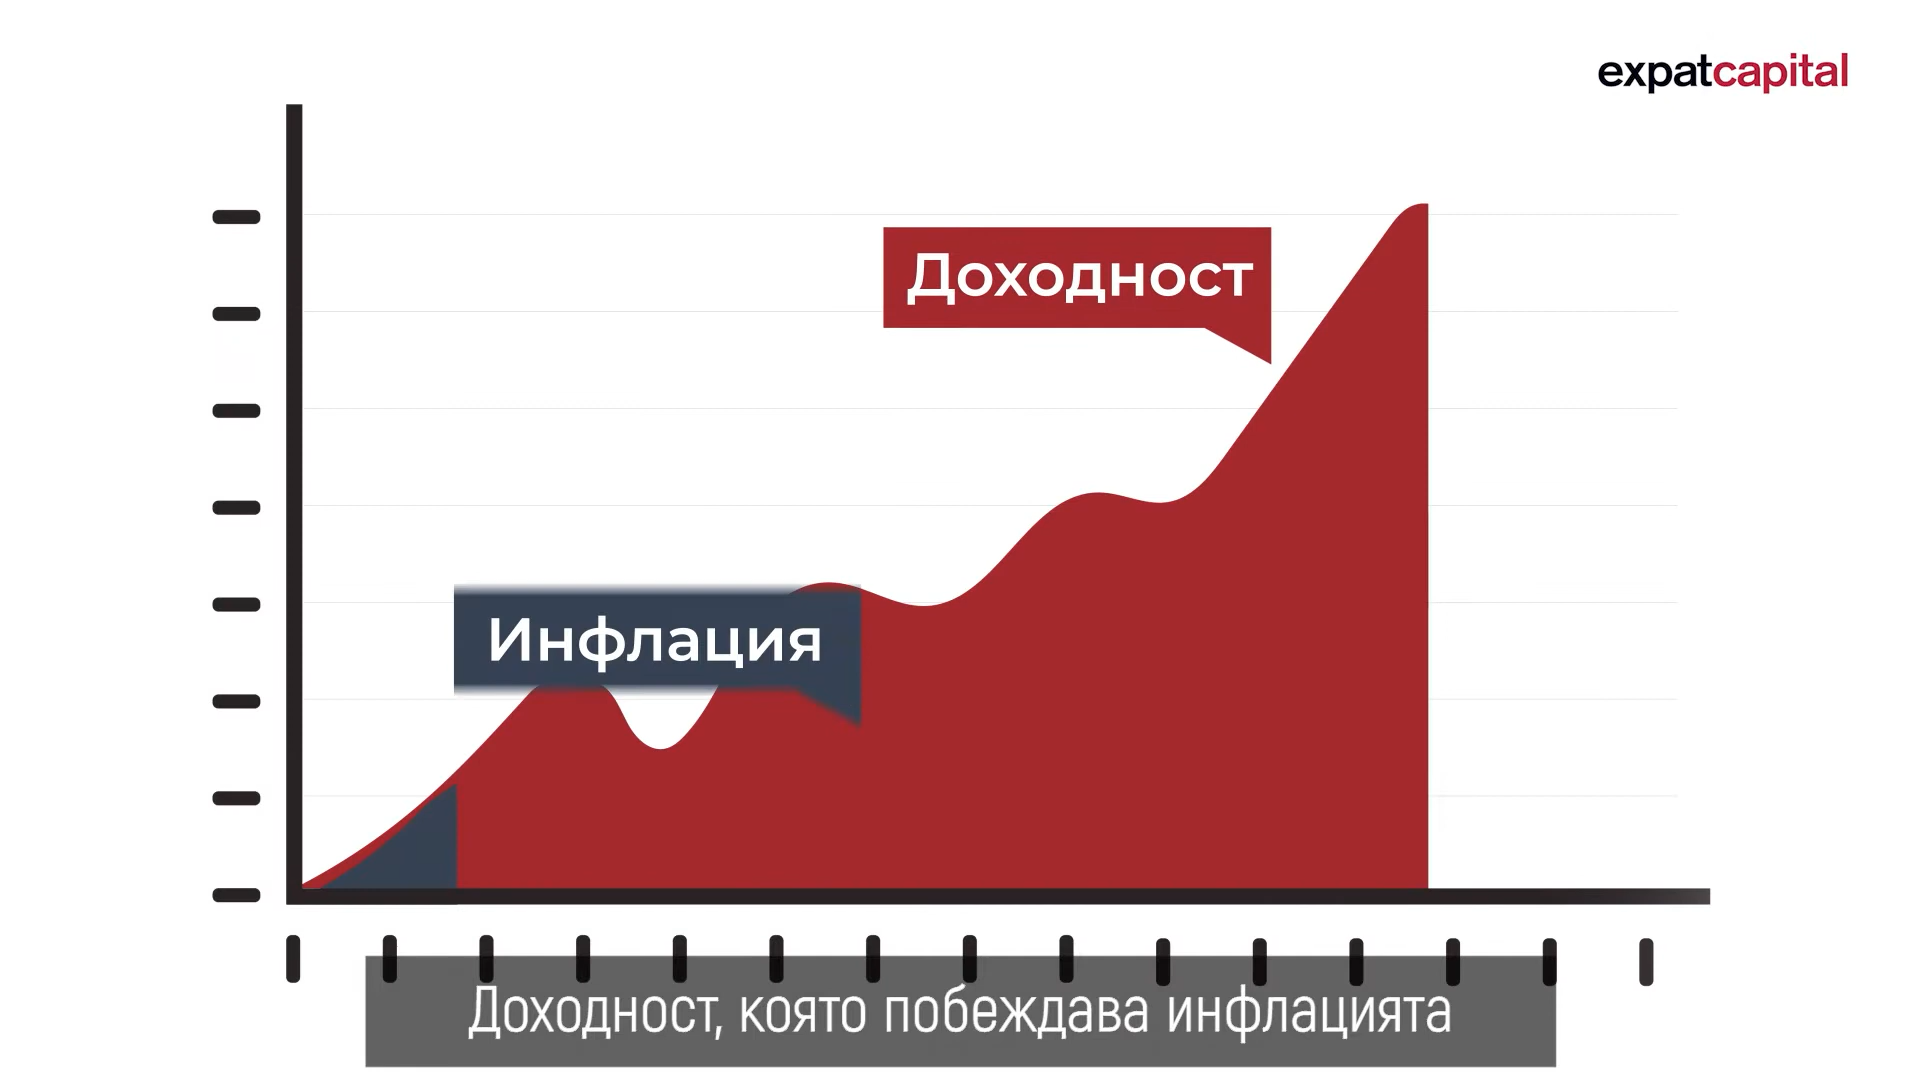 expatcapital
Доходност
Инфлация
Доходност, която побеждава инфлацията